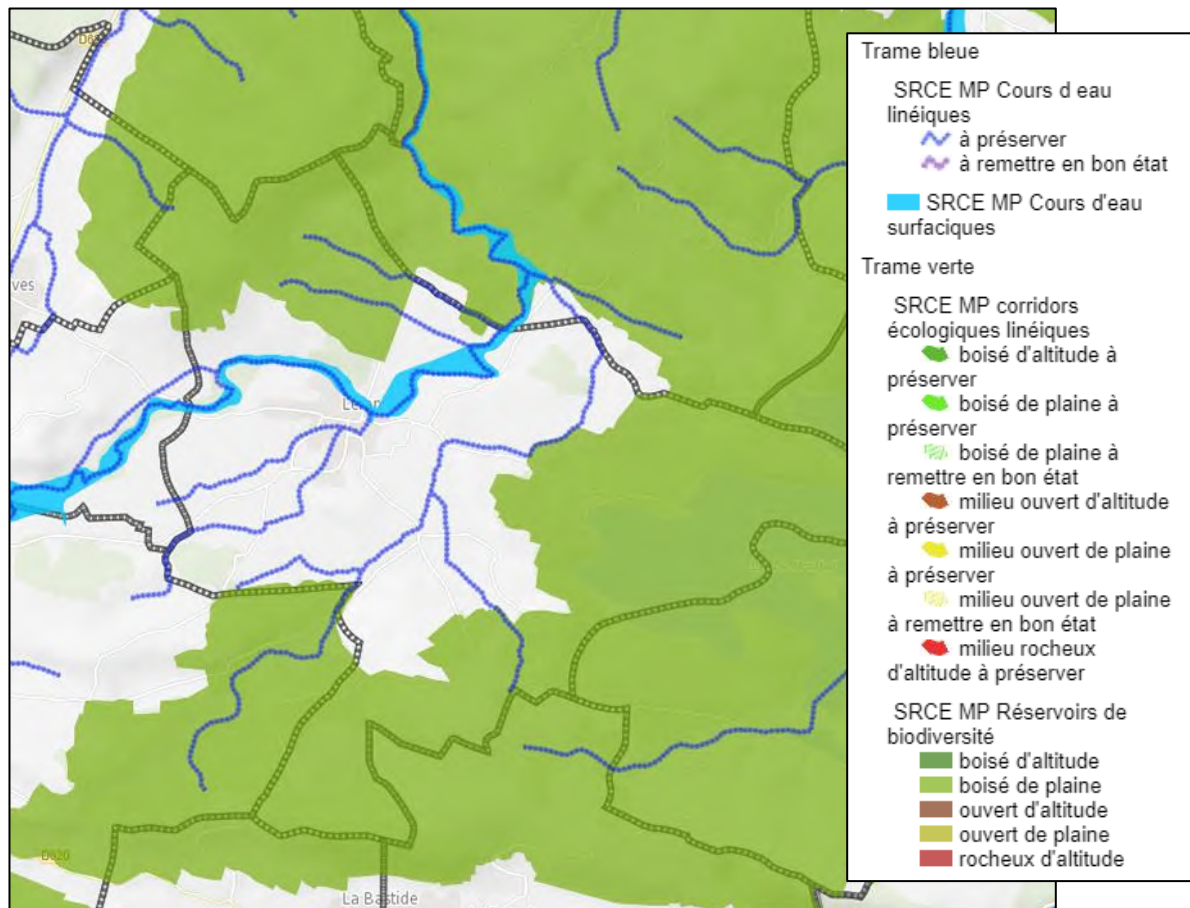 Trame bleue
SRCE MP Cours d eau
linéiques
à préserver
à remettre en bon état
SRCE MP Cours d'eau
surfaciques
Trame verte
SRCE MP corridors
écologiques linéiques
boisé d'altitude à
préserver
boisé de plaine à
préserver
boisé de plaine à
remettre en bon état
milieu ouvert d'altitude
à préserver
milieu ouvert de plaine
à préserver
milieu ouvert de plaine
à remettre en bon état
milieu rocheux
d'altitude à préserver
SRCE MP Réservoirs de
biodiversité
boisé d'altitude
boisé de plaine
ouvert d'altitude
ouvert de plaine
rocheux d'altitude
ves
D620
La Bastide